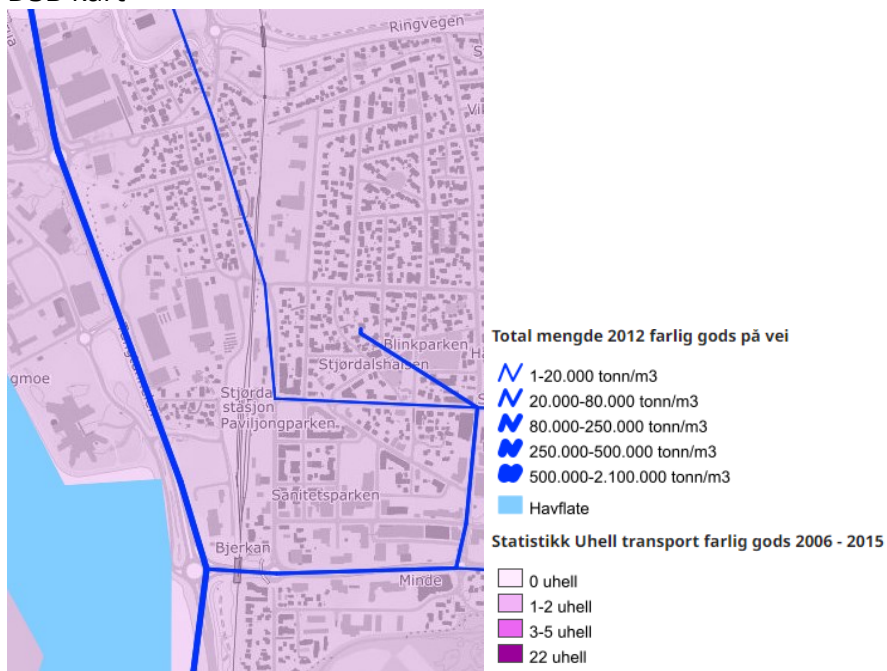 Ringvegen
Blinkparken
Stjørdalshalsen
Stjørda
stasjon
Paviljongparken
gmoe
Sanitetsparken
Bjerkan
Minde
Total mengde 2012 farlig gods på vei
1-20.000 tonn/m3
20.000-80.000 tonn/m3
80.000-250.000 tonn/m3
250.000-500.000 tonn/m3
500.000-2.100.000 tonn/m3
Havflate
Statistikk Uhell transport farlig gods 2006 - 2015
0 uhell
1-2 uhell
3-5 uhell
22 uhell